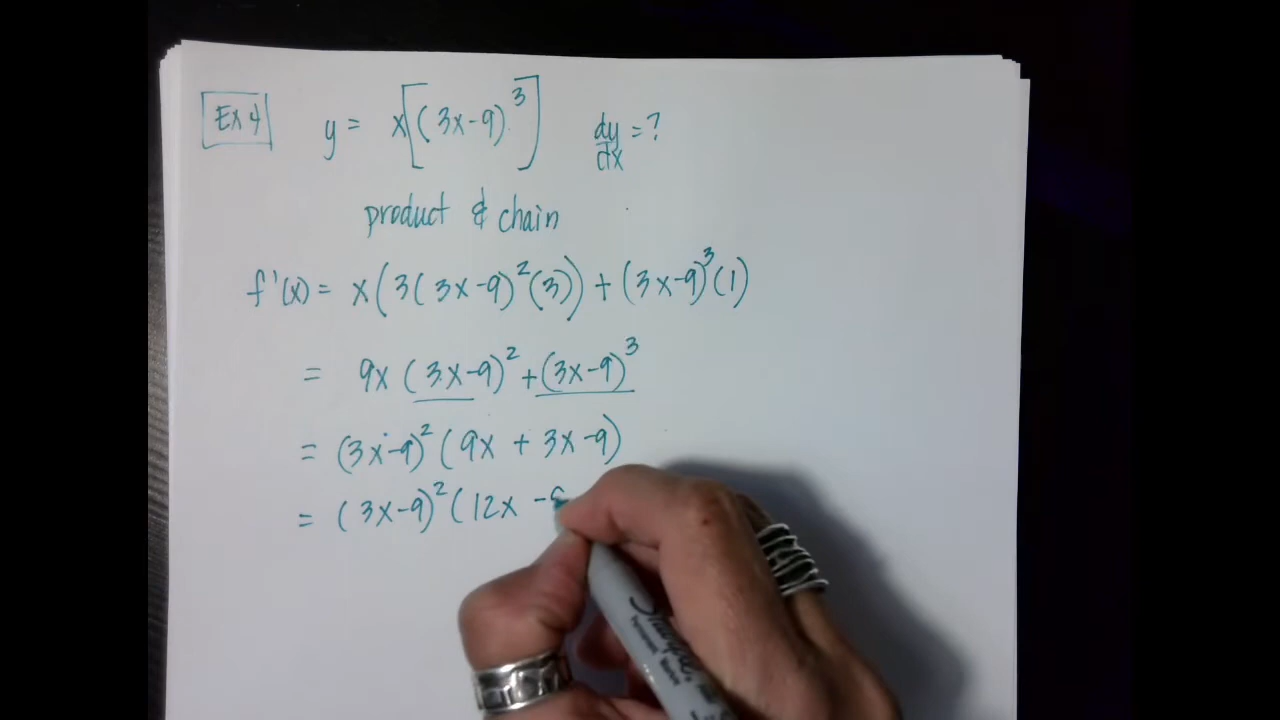 Ex 4 y = x[(3x-9)³] dy/dx = ?
product & chain
f'(x) = x(3(3x-9)²(3)) + (3x-9)³(1)
= 9x (3x-9)² + (3x-9)³
= (3x-9)² (9x + 3x - 9)
= (3x-9)² (12x -
Sharpie.